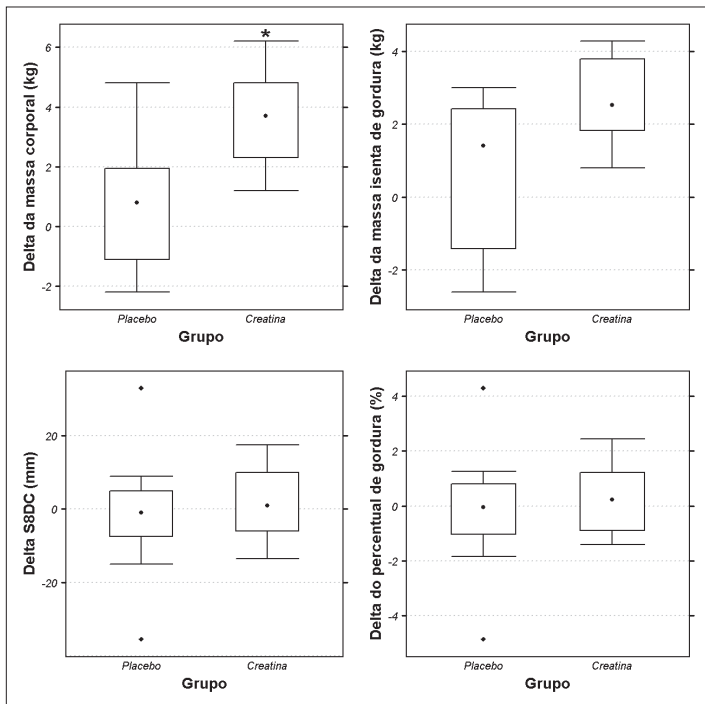 Delta da massa corporal (kg)
6
4
2
0
-2
*
Placebo
Creatina
Grupo
Delta da massa isenta de gordura (kg)
4
2
0
-2
Placebo
Creatina
Grupo
Delta S8DC (mm)
20
0
-20
Placebo
Creatina
Grupo
Delta do percentual de gordura (%)
4
2
0
-2
-4
Placebo
Creatina
Grupo